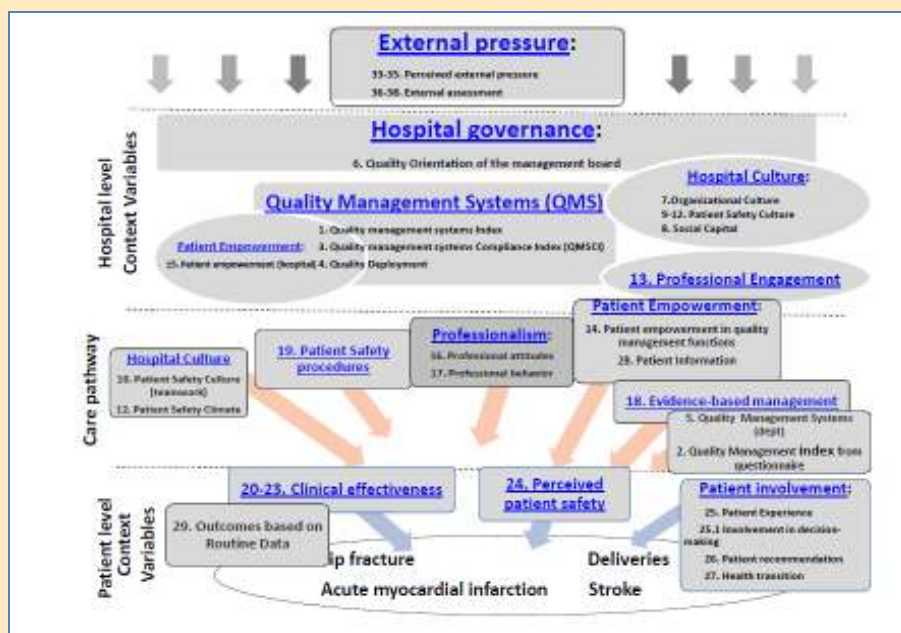 External pressure:
33-35. Perceived external pressure
36-38. External assessment
Hospital level
Context Variables
Hospital governance:
6. Quality Orientation of the management board
Hospital Culture:
7.Organizational Culture
9-12. Patient Safety Culture
8. Social Capital
Quality Management Systems (QMS)
1. Quality management systems Index
3. Quality management systems Compliance Index (QMSCI)
4. Quality Deployment
Patient Empowerment:
15. Patient empowerment (hospital)
13. Professional Engagement
Care pathway
Hospital Culture
10. Patient Safety Culture
(teamwork)
12. Patient Safety Climate
19. Patient Safety
procedures
Professionalism:
16. Professional attitudes
17. Professional behavior
Patient Empowerment:
14. Patient empowerment in quality
management functions
28. Patient Information
18. Evidence-based management
5. Quality Management Systems
(dept)
2. Quality Management index from
questionnaire
Patient level
Context
Variables
20-23. Clinical effectiveness
24. Perceived
patient safety
Patient involvement:
25. Patient Experience
25.1 Involvement in decision-
making
26. Patient recommendation
27. Health transition
29. Outcomes based on
Routine Data
ip fracture
Deliveries
Acute myocardial infarction
Stroke